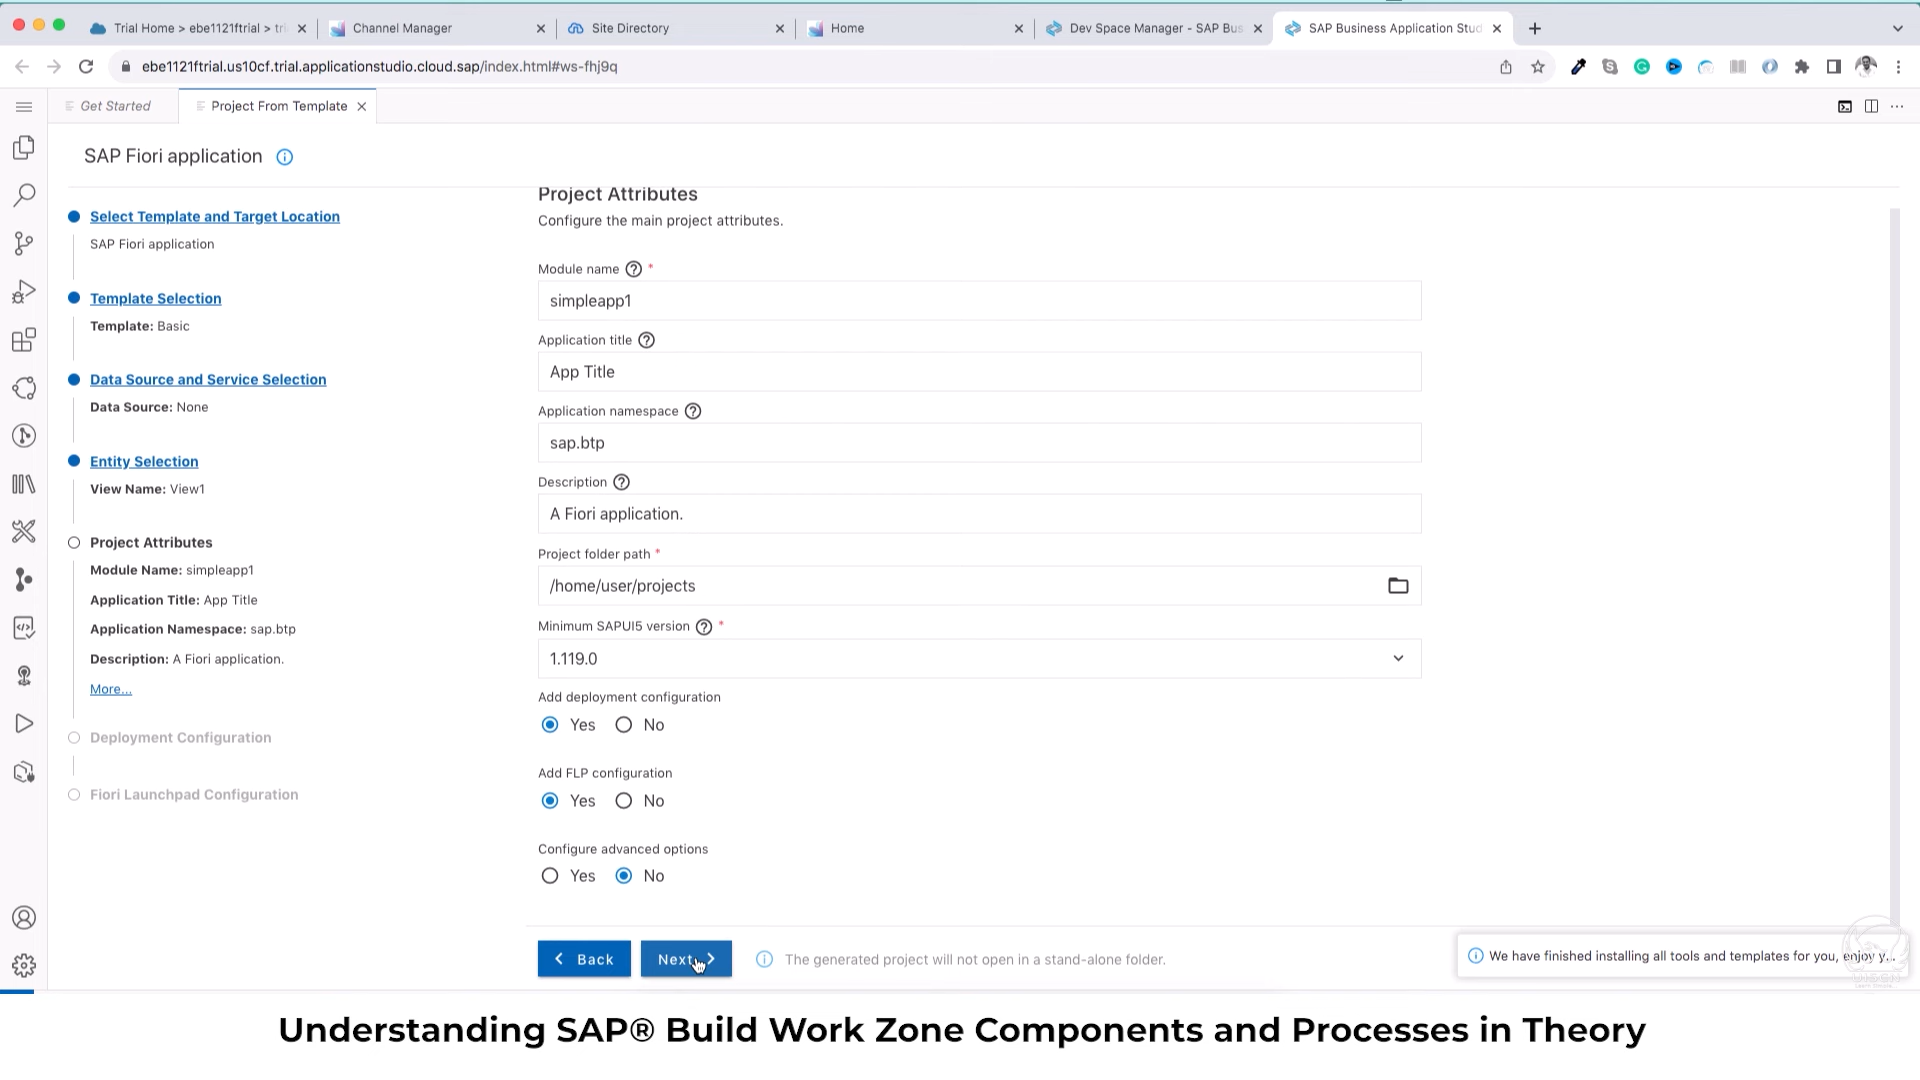 Trial Home > ebe1121ftrial > tri
Channel Manager
Site Directory
Home
Dev Space Manager - SAP Bus
SAP Business Application Stud
ebe1121ftrial.us10cf.trial.applicationstudio.cloud.sap/index.html#ws-fhj9q
Get Started
Project From Template
SAP Fiori application
Select Template and Target Location
SAP Fiori application
Template Selection
Template: Basic
Data Source and Service Selection
Data Source: None
Entity Selection
View Name: View1
Project Attributes
Module Name: simpleapp1
Application Title: App Title
Application Namespace: sap.btp
Description: A Fiori application.
More...
Deployment Configuration
Fiori Launchpad Configuration
Project Attributes
Configure the main project attributes.
Module name *
simpleapp1
Application title
App Title
Application namespace
sap.btp
Description
A Fiori application.
Project folder path *
/home/user/projects
Minimum SAPUI5 version *
1.119.0
Add deployment configuration
Yes No
Add FLP configuration
Yes No
Configure advanced options
Yes No
Back
Next
The generated project will not open in a stand-alone folder.
We have finished installing all tools and templates for you, enjoy y...
Understanding SAP® Build Work Zone Components and Processes in Theory